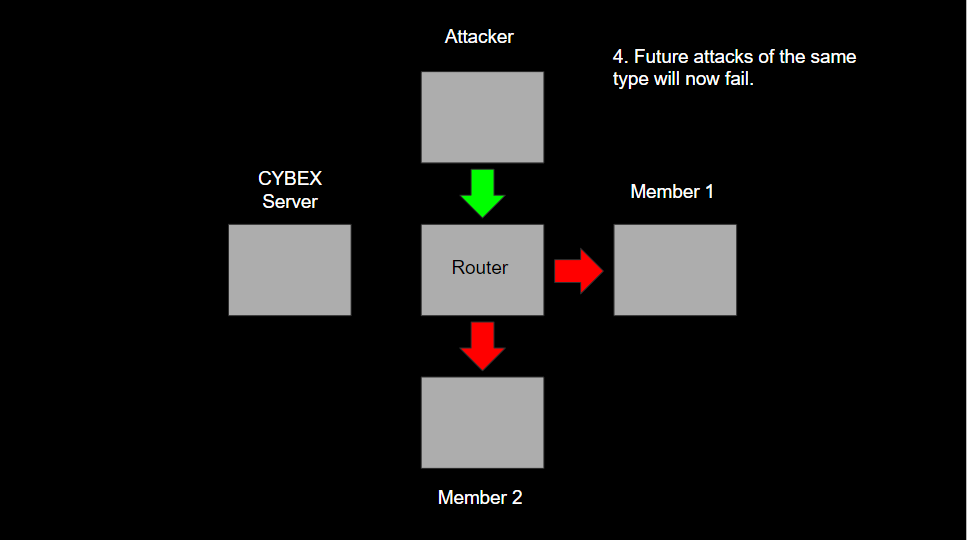 Attacker
4. Future attacks of the same
type will now fail.
CYBEX
Server
Member 1
Router
Member 2